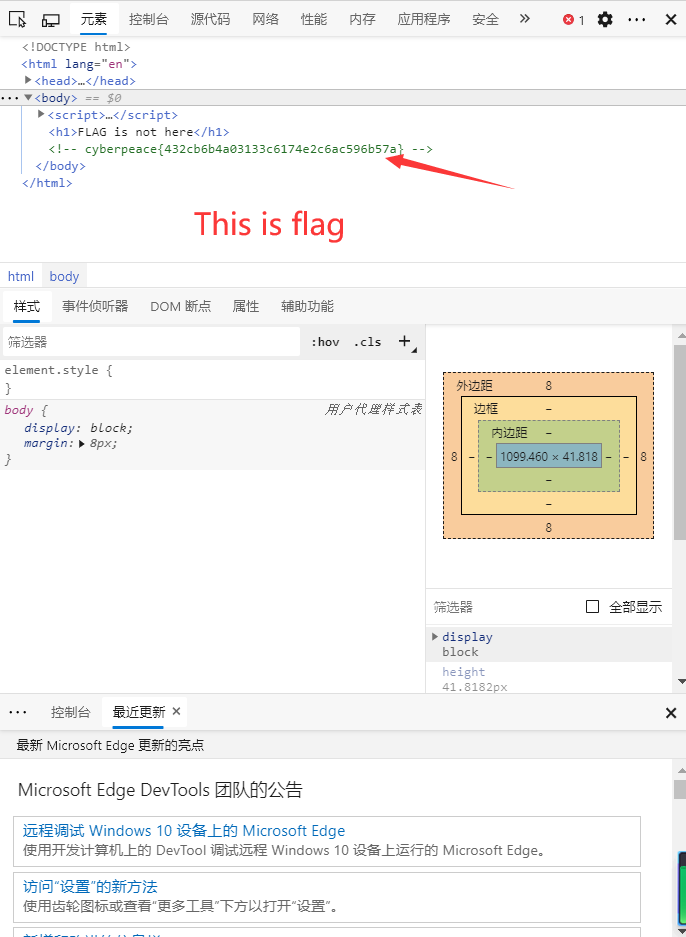 元素 控制台 源代码 网络 性能 内存 应用程序 安全 » 1
<!DOCTYPE html>
<html lang="en">
<head>…</head>
<body> == $0
<script>…</script>
<h1>FLAG is not here</h1>
<!-- cyberpeace{432cb6b4a03133c6174e2c6ac596b57a} -->
</body>
</html>
This is flag
html body
样式 事件侦听器 DOM 断点 属性 辅助功能
筛选器 :hov .cls +
element.style {
}
body { 用户代理样式表
display: block;
margin: 8px;
}
外边距 8
边框 –
内边距 –
8 – – 1099.460 × 41.818 – – 8
–
–
8
筛选器 全部显示
display
block
height
41.8182px
控制台 最近更新
最新 Microsoft Edge 更新的亮点
Microsoft Edge DevTools 团队的公告
远程调试 Windows 10 设备上的 Microsoft Edge
使用开发计算机上的 DevTool 调试远程 Windows 10 设备上运行的 Microsoft Edge。
访问“设置”的新方法
使用齿轮图标或查看“更多工具”下方以打开“设置”。